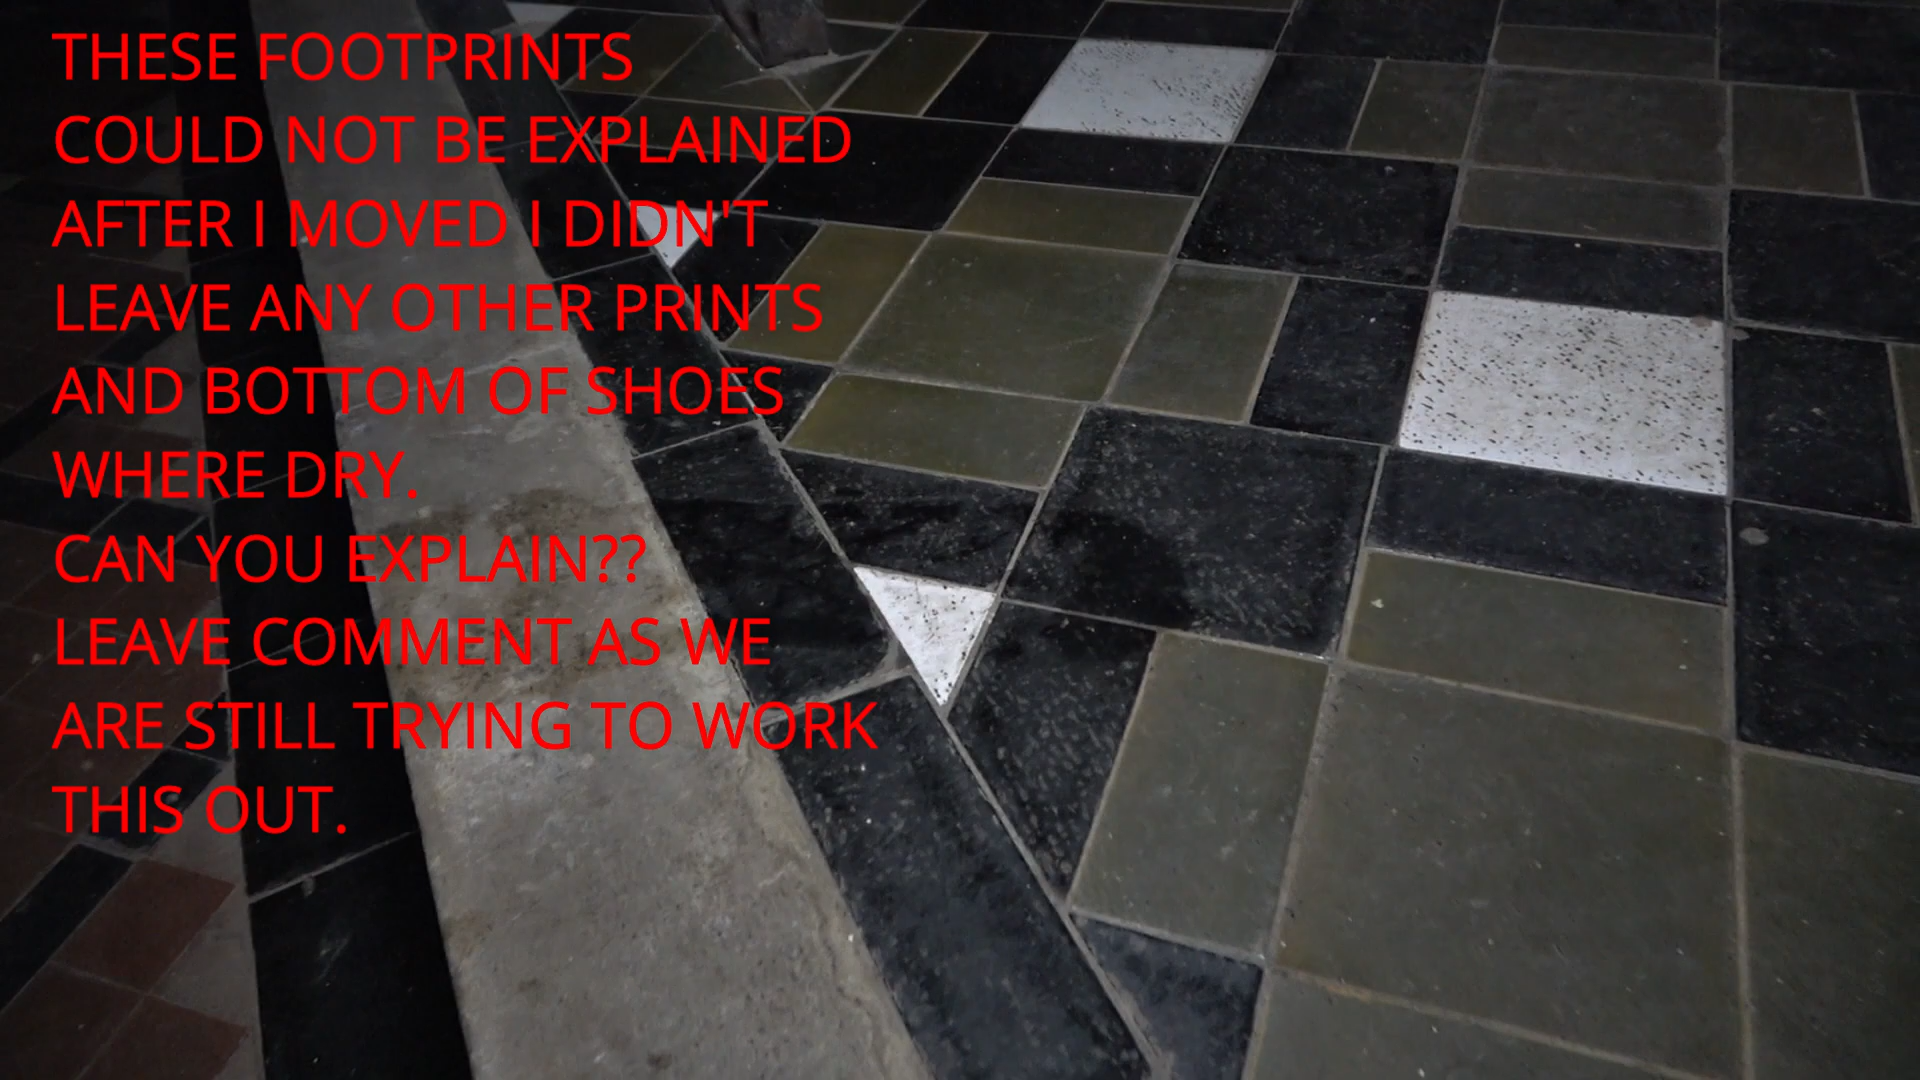 THESE FOOTPRINTS
COULD NOT BE EXPLAINED
AFTER I MOVED I DIDN'T
LEAVE ANY OTHER PRINTS
AND BOTTOM OF SHOES
WHERE DRY.
CAN YOU EXPLAIN??
LEAVE COMMENT AS WE
ARE STILL TRYING TO WORK
THIS OUT.